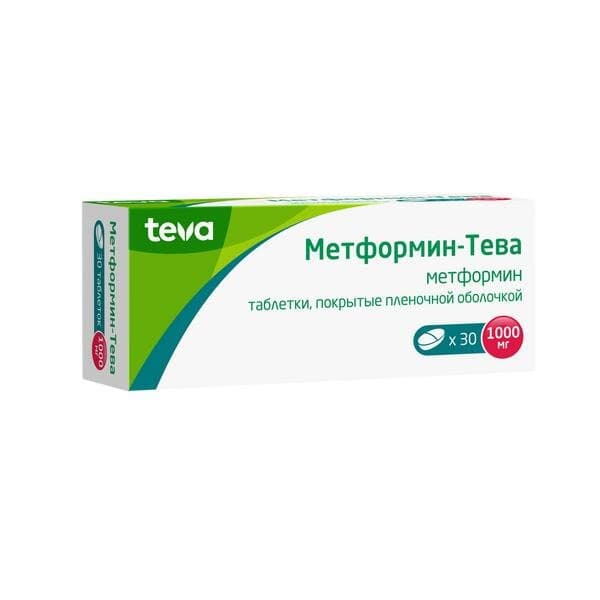 teva
Метформин-Тева
метформин
таблетки, покрытые пленочной оболочкой
x 30
1000
мг
Метформин-Тева
30 таблеток
1000
мг